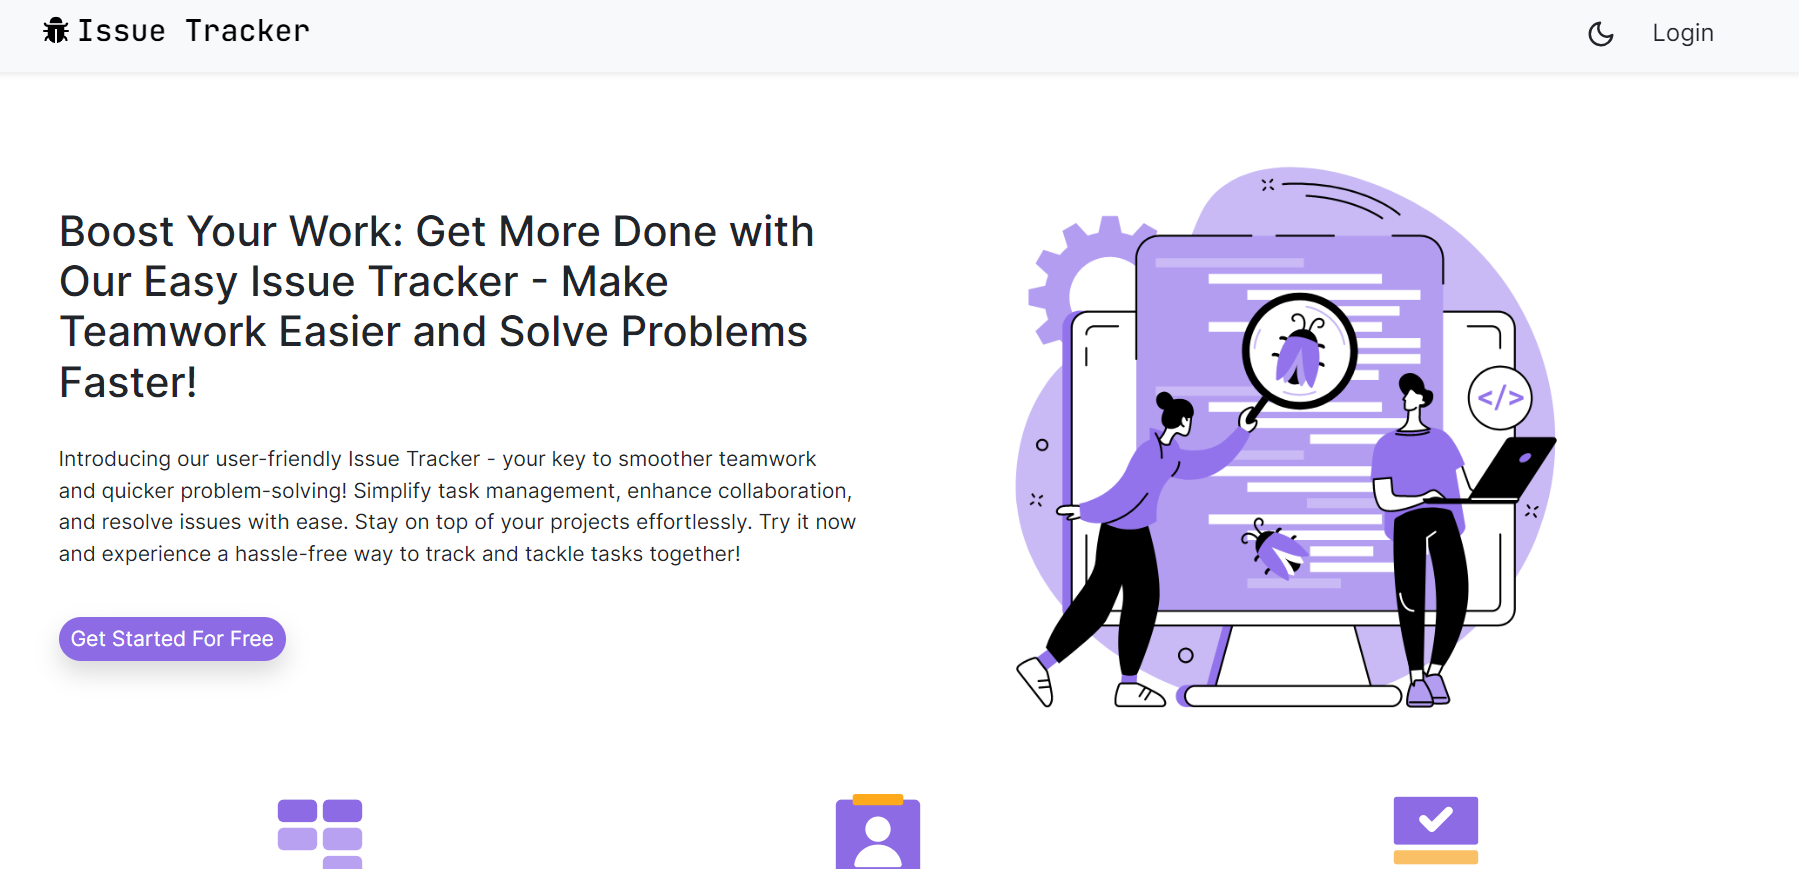 Issue Tracker
Login
Boost Your Work: Get More Done with
Our Easy Issue Tracker - Make
Teamwork Easier and Solve Problems
Faster!
Introducing our user-friendly Issue Tracker - your key to smoother teamwork
and quicker problem-solving! Simplify task management, enhance collaboration,
and resolve issues with ease. Stay on top of your projects effortlessly. Try it now
and experience a hassle-free way to track and tackle tasks together!
Get Started For Free
</>